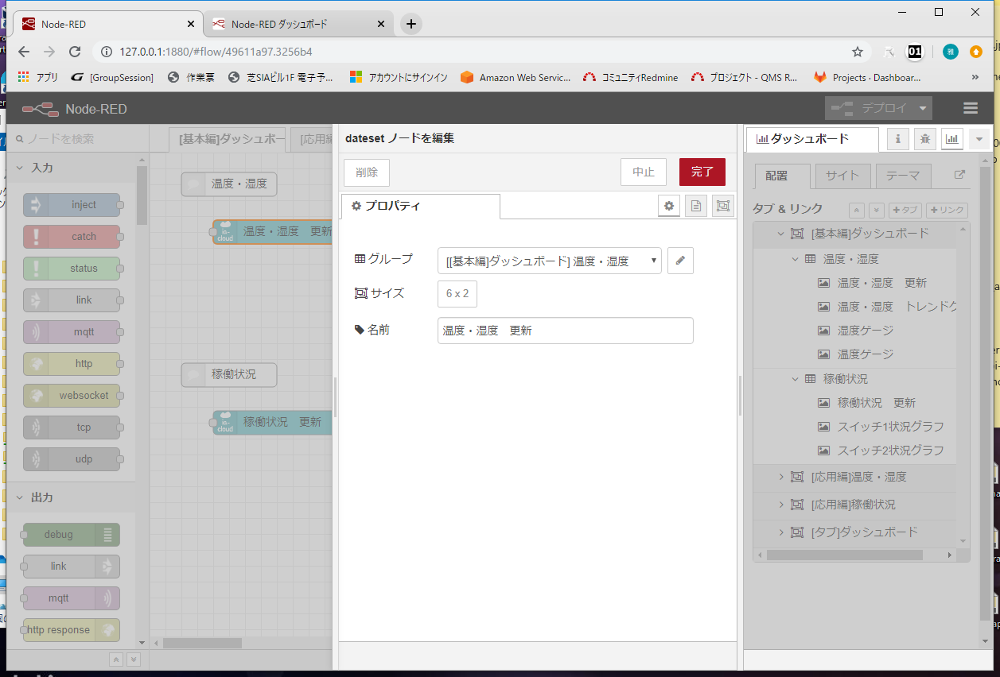 Node-RED
Node-RED ダッシュボード
127.0.0.1:1880/#flow/49611a97.3256b4
01
雅
アプリ
[GroupSession]
作業票
芝SIAビル1F 電子予...
アカウントにサインイン
Amazon Web Servic...
コミュニティRedmine
プロジェクト - QMS R...
Projects · Dashboar...
»
Node-RED
デプロイ
ノードを検索
入力
inject
catch
status
link
mqtt
http
websocket
tcp
udp
出力
debug
link
mqtt
http response
[基本編]ダッシュボー
[応用編
温度・湿度
温度・湿度　更新
稼働状況
稼働状況　更新
dateset ノードを編集
削除
中止
完了
プロパティ
グループ
[[基本編]ダッシュボード] 温度・湿度
サイズ
6 x 2
名前
温度・湿度　更新
ダッシュボード
配置
サイト
テーマ
タブ & リンク
+タブ
+リンク
[基本編]ダッシュボード
温度・湿度
温度・湿度　更新
温度・湿度　トレンドク
湿度ゲージ
温度ゲージ
稼働状況
稼働状況　更新
スイッチ1状況グラフ
スイッチ2状況グラフ
[応用編]温度・湿度
[応用編]稼働状況
[タブ]ダッシュボード